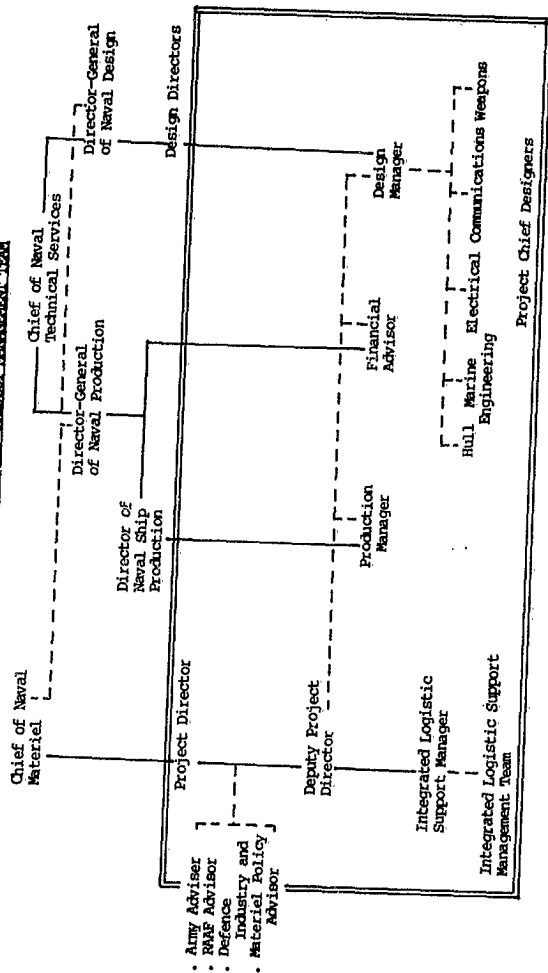 MANAGEMENT TEAM
Chief of Naval
Materiel
Chief of Naval
Technical Services
Director-General
of Naval Production
Director-General
of Naval Design
Director of
Naval Ship
Production
Design Directors
Project Director
· Army Adviser
· RAAF Advisor
· Defence
Industry and
· Materiel Policy
Advisor
Deputy Project
Director
Production
Manager
Financial
Advisor
Design
Manager
Integrated Logistic
Support Manager
Hull
Marine
Engineering
Electrical
Communications
Weapons
Integrated Logistic Support
Management Team
Project Chief Designers